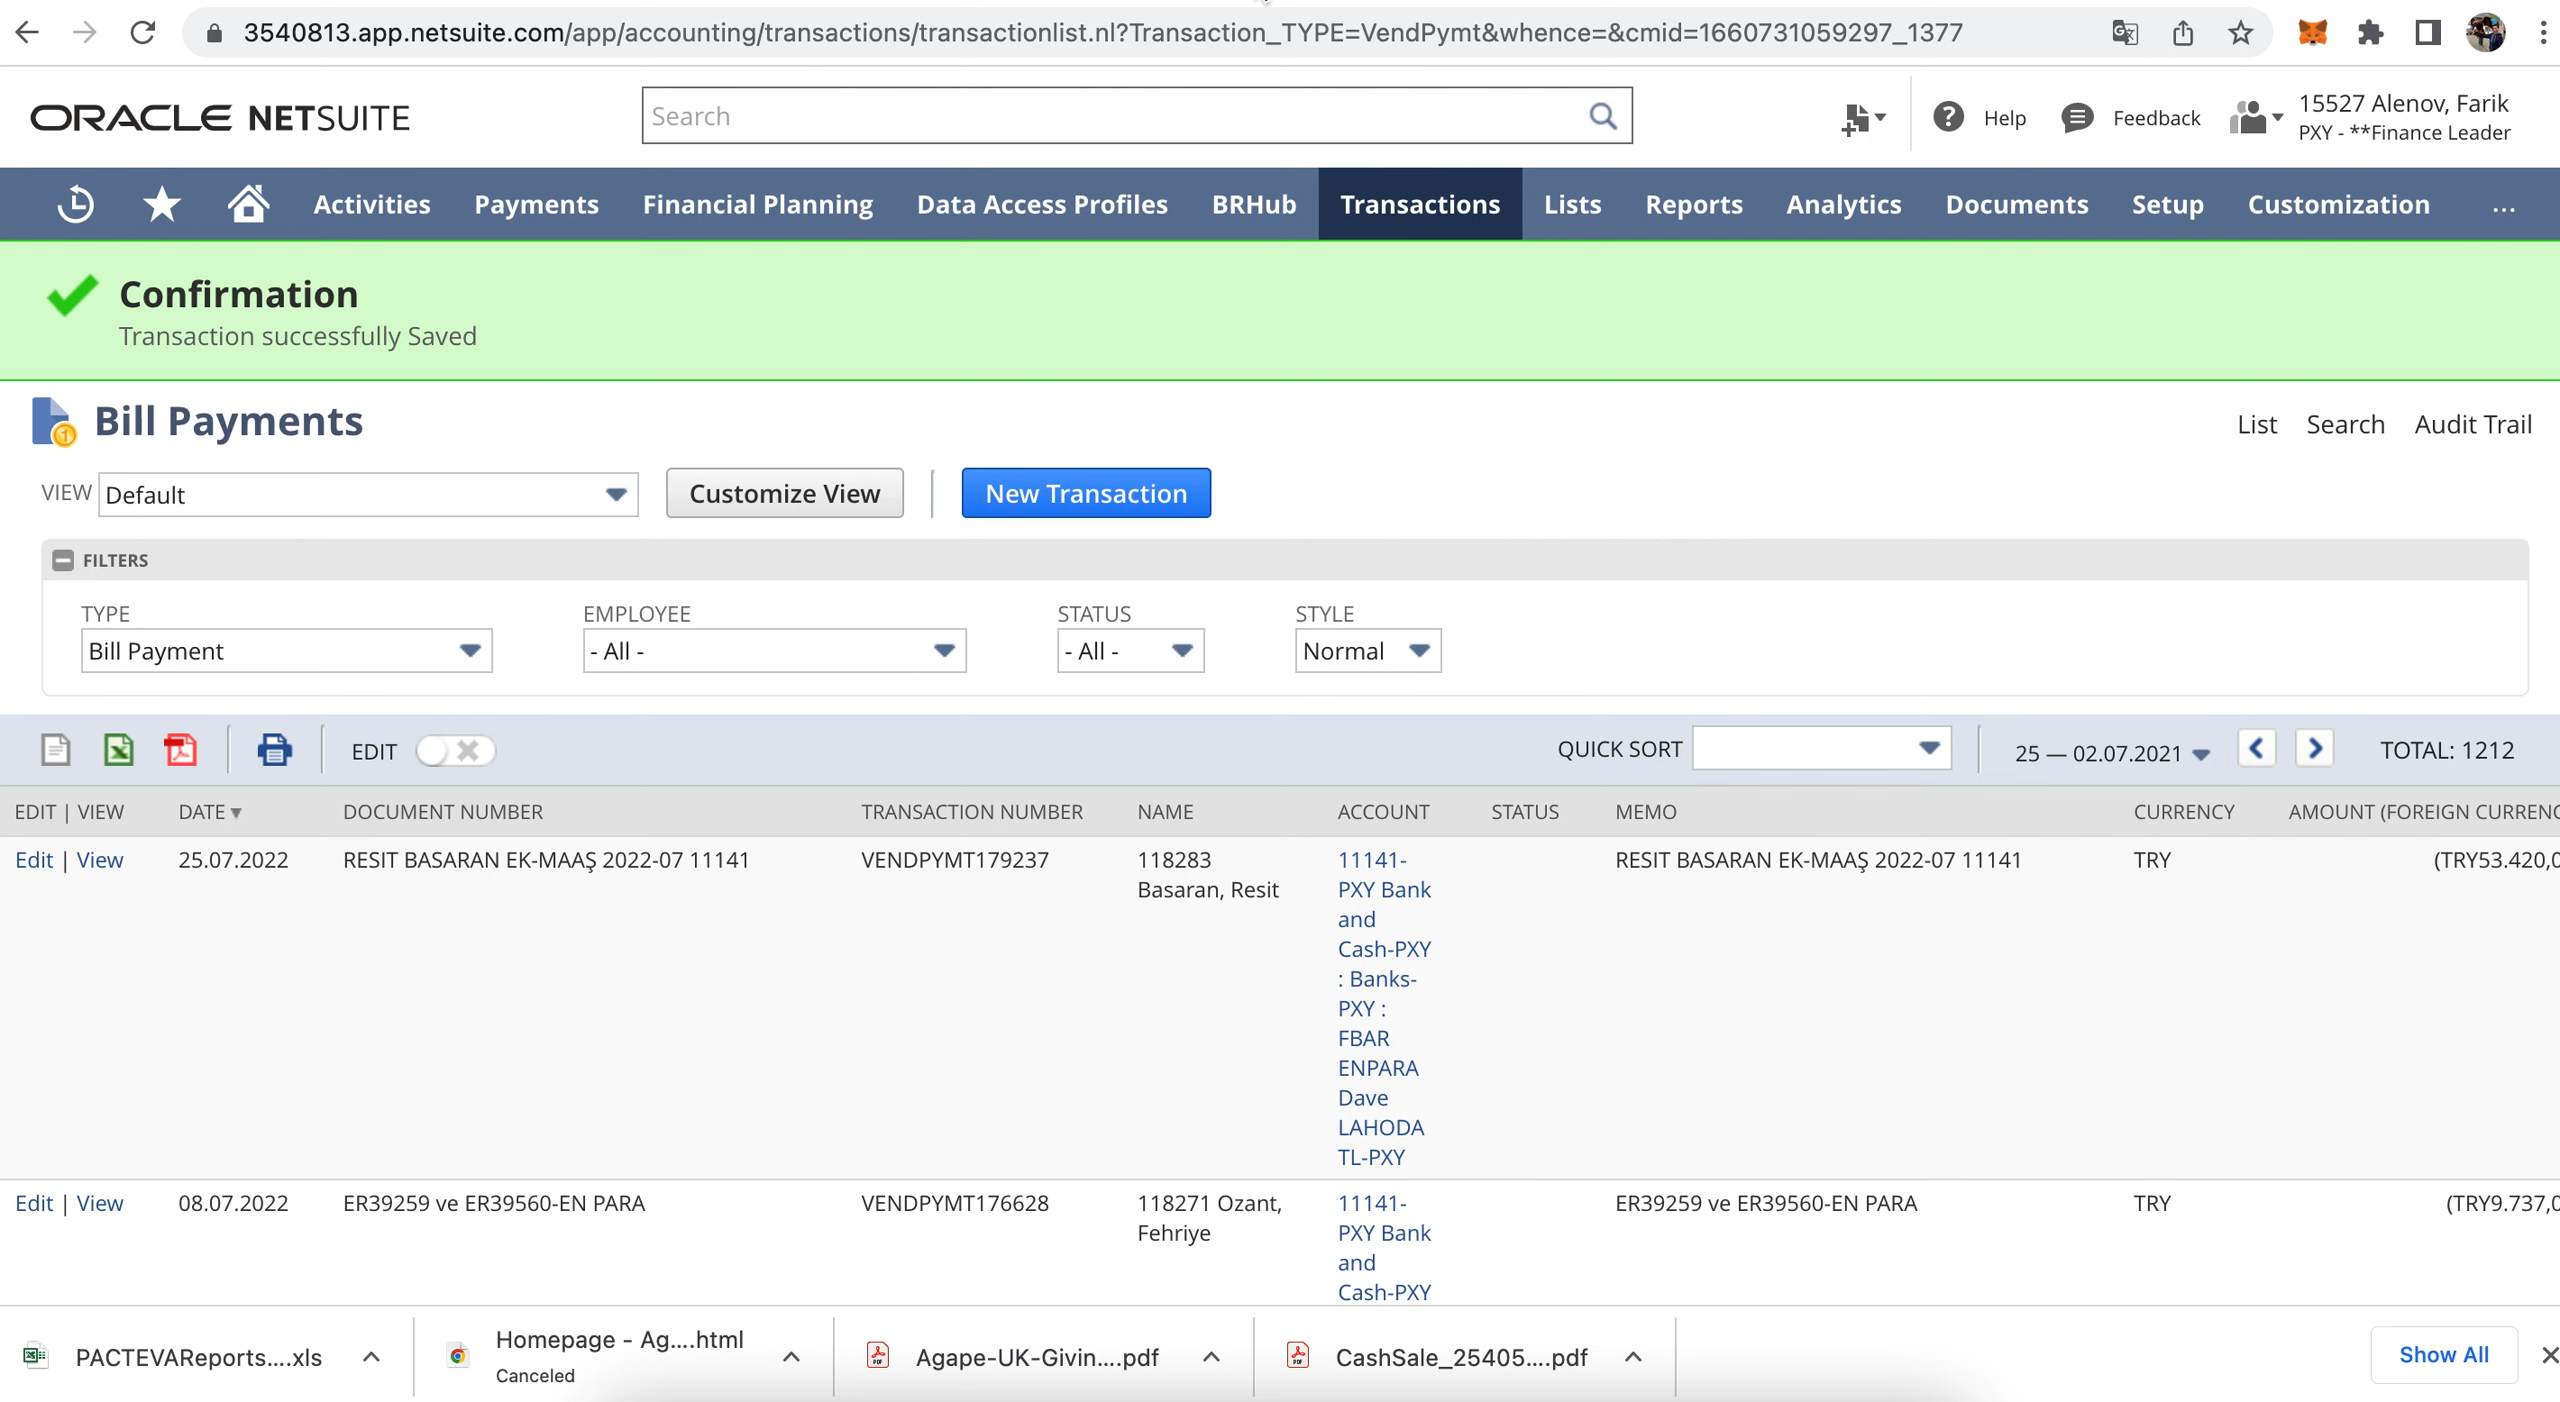 3540813.app.netsuite.com/app/accounting/transactions/transactionlist.nl?Transaction_TYPE=VendPymt&whence=&cmid=1660731059297_1377
ORACLE NETSUITE
Search
Help
Feedback
15527 Alenov, Farik
PXY - **Finance Leader
Activities Payments Financial Planning Data Access Profiles BRHub Transactions Lists Reports Analytics Documents Setup Customization ...
Confirmation
Transaction successfully Saved
Bill Payments
List Search Audit Trail
VIEW Default Customize View New Transaction
FILTERS
TYPE EMPLOYEE STATUS STYLE
Bill Payment - All - - All - Normal
EDIT QUICK SORT 25 — 02.07.2021 TOTAL: 1212
EDIT | VIEW DATE DOCUMENT NUMBER TRANSACTION NUMBER NAME ACCOUNT STATUS MEMO CURRENCY AMOUNT (FOREIGN CURRENC
Edit | View 25.07.2022 RESIT BASARAN EK-MAAŞ 2022-07 11141 VENDPYMT179237 118283 11141- RESIT BASARAN EK-MAAŞ 2022-07 11141 TRY (TRY53.420,0
Basaran, Resit PXY Bank
and
Cash-PXY
: Banks-
PXY :
FBAR
ENPARA
Dave
LAHODA
TL-PXY
Edit | View 08.07.2022 ER39259 ve ER39560-EN PARA VENDPYMT176628 118271 Ozant, 11141- ER39259 ve ER39560-EN PARA TRY (TRY9.737,0
Fehriye PXY Bank
and
Cash-PXY
PACTEVAReports....xls
Homepage - Ag....html
Canceled
Agape-UK-Givin....pdf
CashSale_25405....pdf
Show All